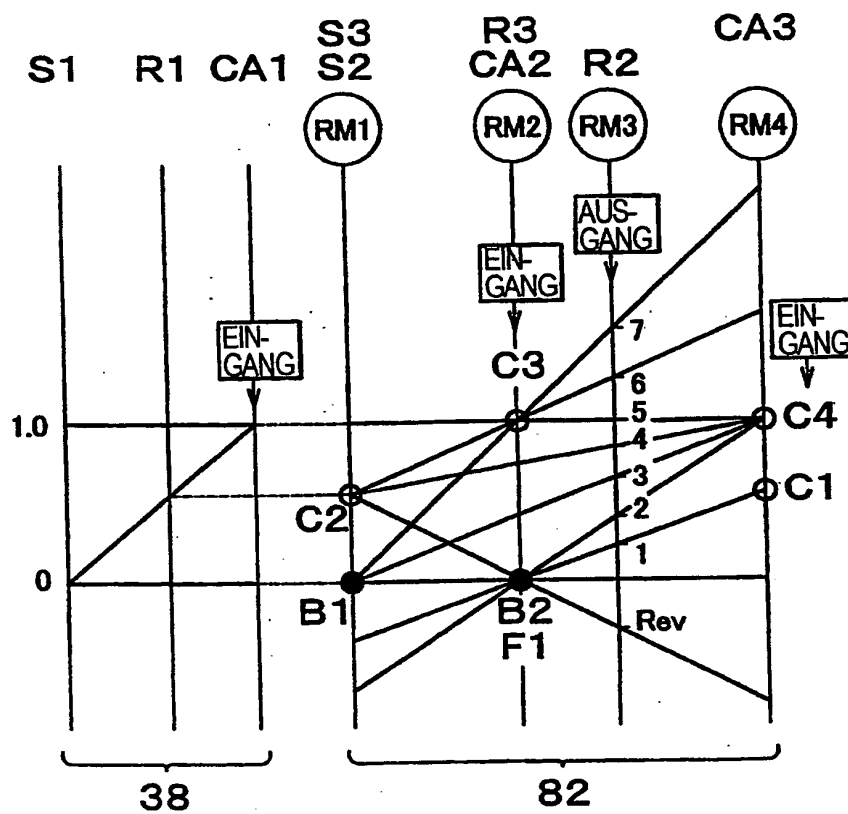 S3 R3 CA3
S1 R1 CA1 S2 CA2 R2
RM1 RM2 RM3 RM4
AUS-
GANG
EIN-
GANG
EIN-
GANG
EIN-
GANG
7
C3
6
1.0
5
C4
4
3
C1
C2
2
1
0
B1
B2
F1
Rev
38
82